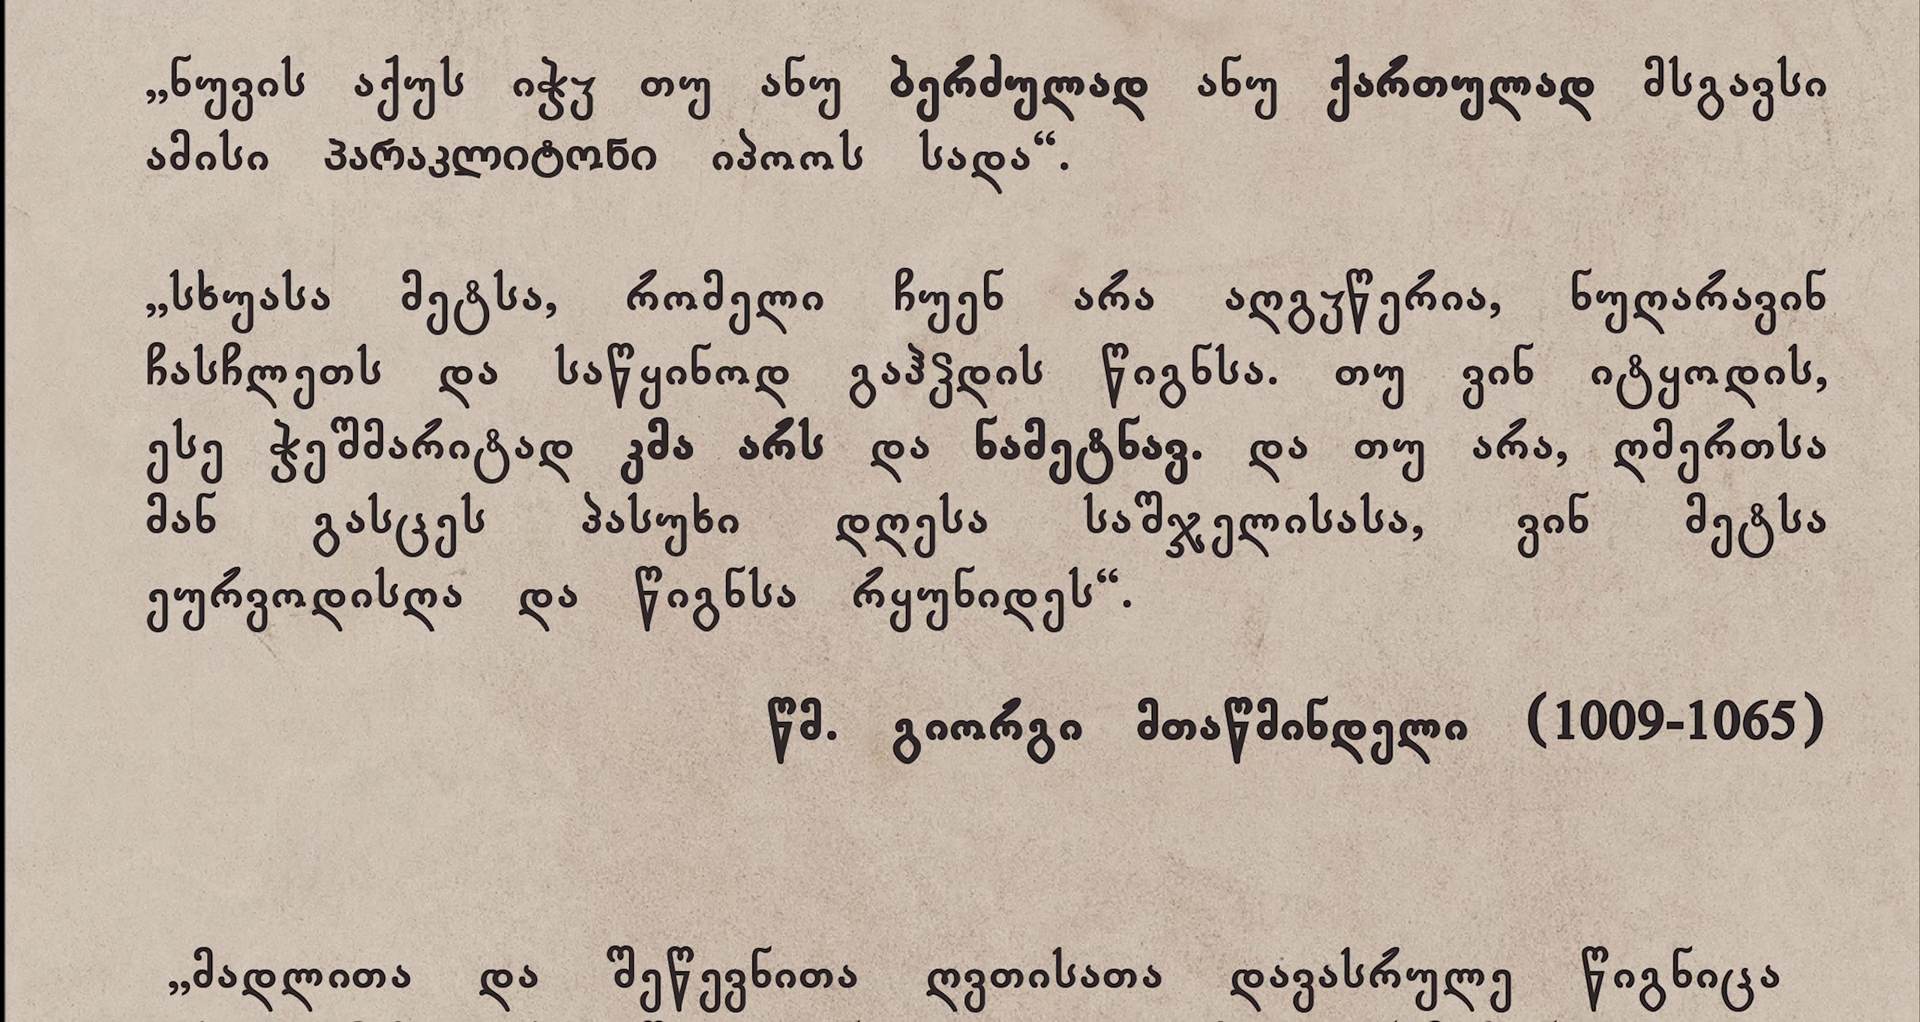 „ნუვის აქუს იჭჳ თუ ანუ ბერძულად ანუ ქართულად მსგავსი
ამისი პარაკლიტონი იპოოს სადა“.
„სხუასა მეტსა, რომელი ჩუენ არა აღგჳწერია, ნუღარავინ
ჩასჩლეთს და საწყინოდ გაჰჴდის წიგნსა. თუ ვინ იტყოდის,
ესე ჭეშმარიტად კმა არს და ნამეტნავ. და თუ არა, ღმერთსა
მან გასცეს პასუხი დღესა საშჯელისასა, ვინ მეტსა
ეურვოდისღა და წიგნსა რყუნიდეს“.
წმ. გიორგი მთაწმინდელი (1009-1065)
„მადლითა და შეწევნითა ღვთისათა დავასრულე წიგნიცა